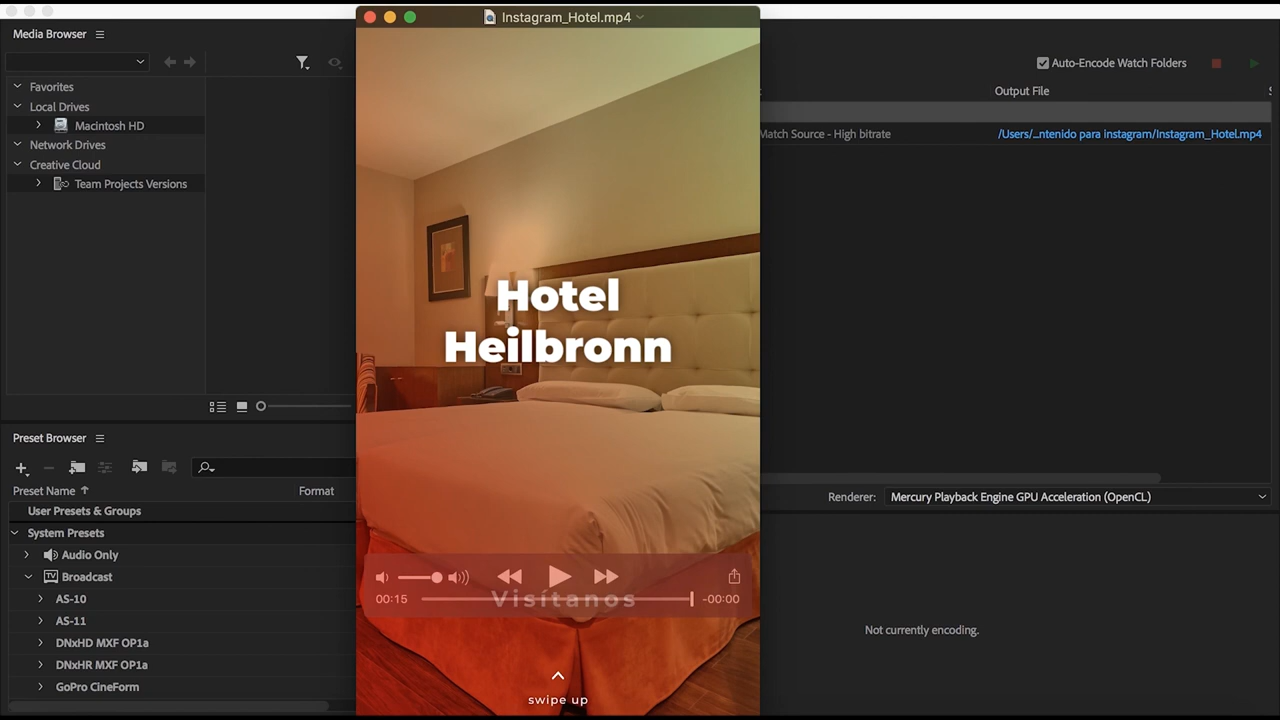 Instagram_Hotel.mp4
Media Browser
Auto-Encode Watch Folders
Favorites
Output File
Local Drives
Macintosh HD
Match Source - High bitrate
/Users/...ntenido para instagram/Instagram_Hotel.mp4
Network Drives
Creative Cloud
Team Projects Versions
Hotel
Heilbronn
Preset Browser
Preset Name
Format
Renderer:
Mercury Playback Engine GPU Acceleration (OpenCL)
User Presets & Groups
System Presets
Audio Only
TV
Broadcast
AS-10
AS-11
DNxHD MXF OP1a
DNxHR MXF OP1a
GoPro CineForm
00:15
-00:00
Visítanos
swipe up
Not currently encoding.